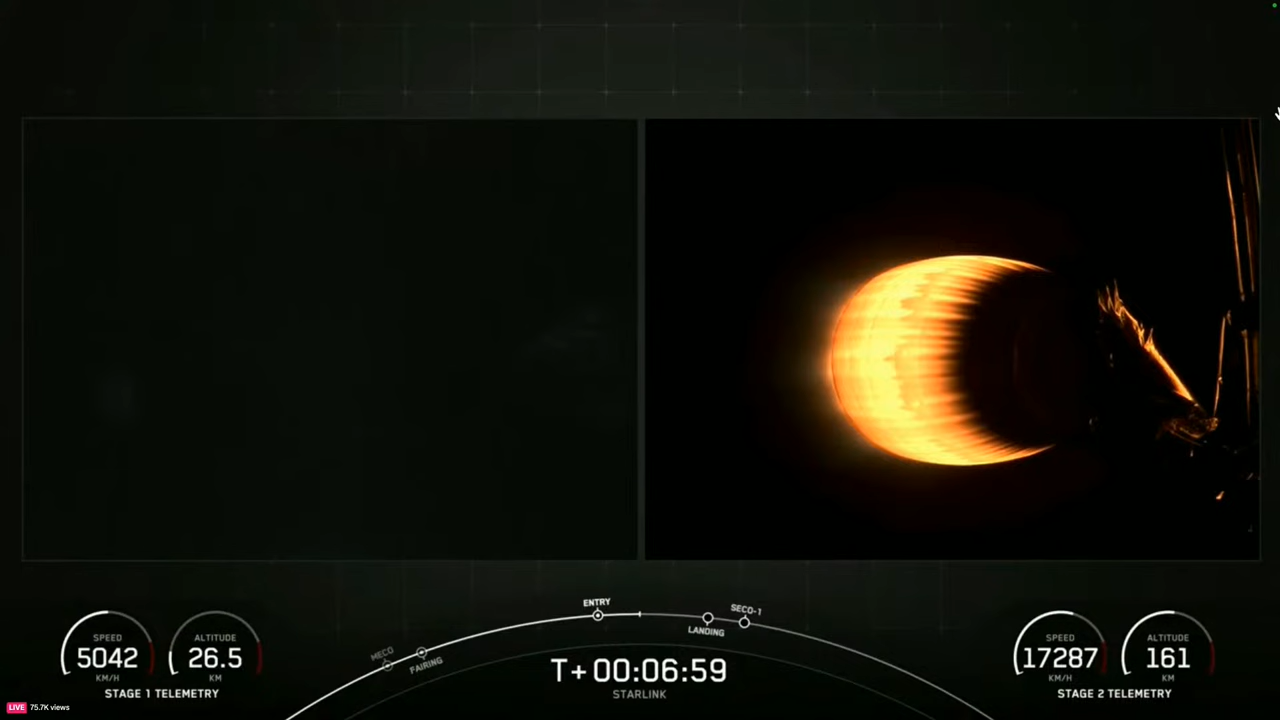 ENTRY
SECO-1
LANDING
MECO
FAIRING
SPEED
5042
KM/H
ALTITUDE
26.5
KM
STAGE 1 TELEMETRY
T+00:06:59
STARLINK
SPEED
17287
KM/H
ALTITUDE
161
KM
STAGE 2 TELEMETRY
LIVE 75.7K views